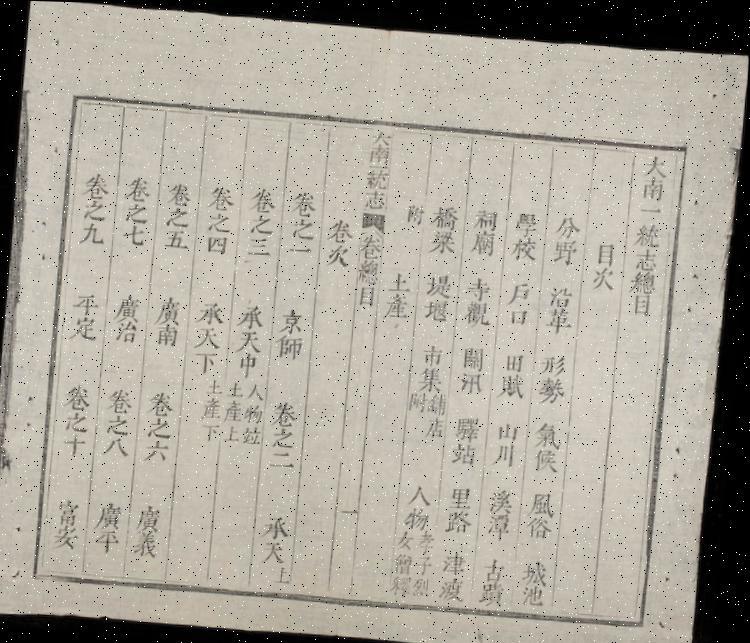 大南一統志總目
目次
分野 沿革 形勢 氣候 風俗 城池
學校 戶口 田賦 山川 溪潭 古蹟
祠廟 寺觀 關汛 驛站 里路 津渡
橋梁 堤堰 市集舖店附 人物孝子烈女僧釋
附 土產
大南統志 卷總目 一
卷次
卷之一 京師 卷之二 承天上
卷之三 承天中人物並土產上
卷之四 承天下土產下
卷之五 廣南 卷之六 廣義
卷之七 廣治 卷之八 廣平
卷之九 平定 卷之十 富安